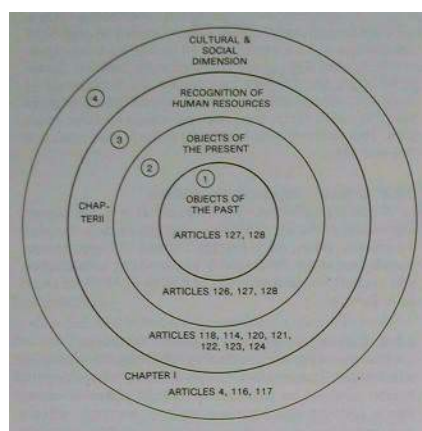 CULTURAL &
SOCIAL
DIMENSION
4
RECOGNITION OF
HUMAN RESOURCES
3
OBJECTS OF
THE PRESENT
2
1
OBJECTS OF
THE PAST
CHAP-
TERII
ARTICLES 127, 128
ARTICLES 126, 127, 128
ARTICLES 118, 114, 120, 121,
122, 123, 124
CHAPTER I
ARTICLES 4, 116, 117